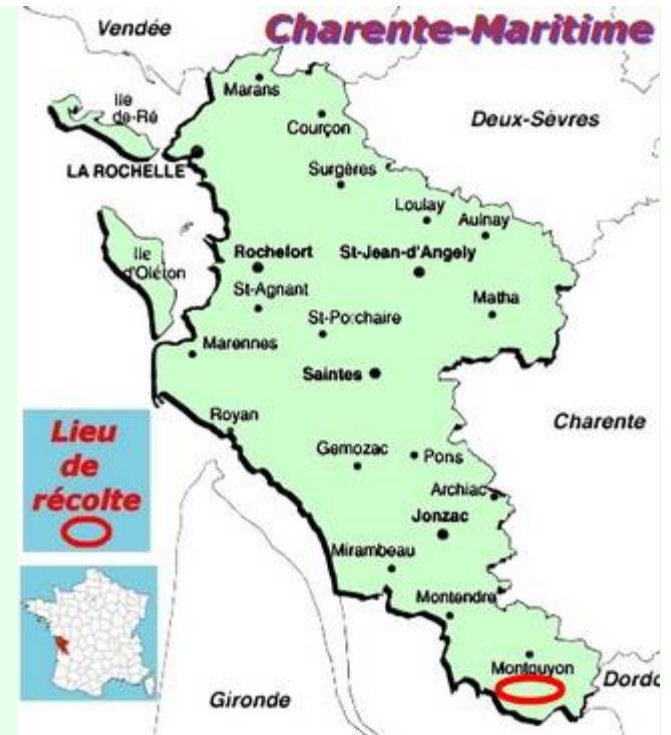 Vendée
Charente-Maritime
Marans
Ile
de-Ré
Courçon
Deux-Sèvres
LA ROCHELLE
Surgères
Loulay
Aulnay
Ile
d'Oléron
Rochefort
St-Jean-d'Angely
St-Agnant
Matha
St-Porchaire
Marennes
Saintes
Royan
Charente
Lieu
de
récolte
Gemozac
Pons
Archiac
Jonzac
Mirambeau
Montendre
Montguyon
Dordo
Gironde